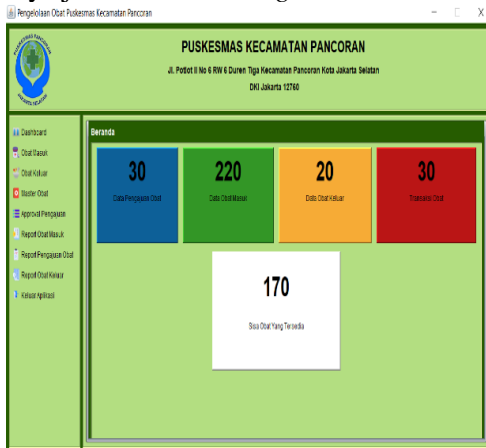 Pengelolaan Obat Puskesmas Kecamatan Pancoran
PUSKESMAS KECAMATAN PANCORAN
Jl. Potlot II No 6 RW 6 Duren Tiga Kecamatan Pancoran Kota Jakarta Selatan
DKI Jakarta 12760
Dashboard
Obat Masuk
Obat Keluar
Master Obat
Approval Pengajuan
Report Obat Masuk
Report Pengajuan Obat
Report Obat Keluar
Keluar Aplikasi
Beranda
30
Data Pengajuan Obat
220
Data Obat Masuk
20
Data Obat Keluar
30
Transaksi Obat
170
Sisa Obat Yang Tersedia